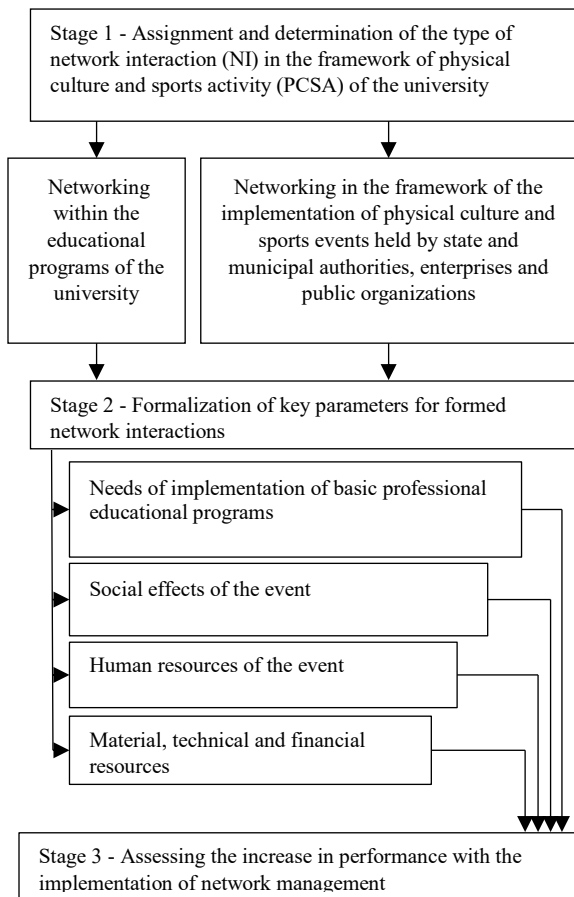 Stage 1 - Assignment and determination of the type of
network interaction (NI) in the framework of physical
culture and sports activity (PCSA) of the university
Networking
within the
educational
programs of the
university
Networking in the framework of the
implementation of physical culture and
sports events held by state and
municipal authorities, enterprises and
public organizations
Stage 2 - Formalization of key parameters for formed
network interactions
Needs of implementation of basic professional
educational programs
Social effects of the event
Human resources of the event
Material, technical and financial
resources
Stage 3 - Assessing the increase in performance with the
implementation of network management